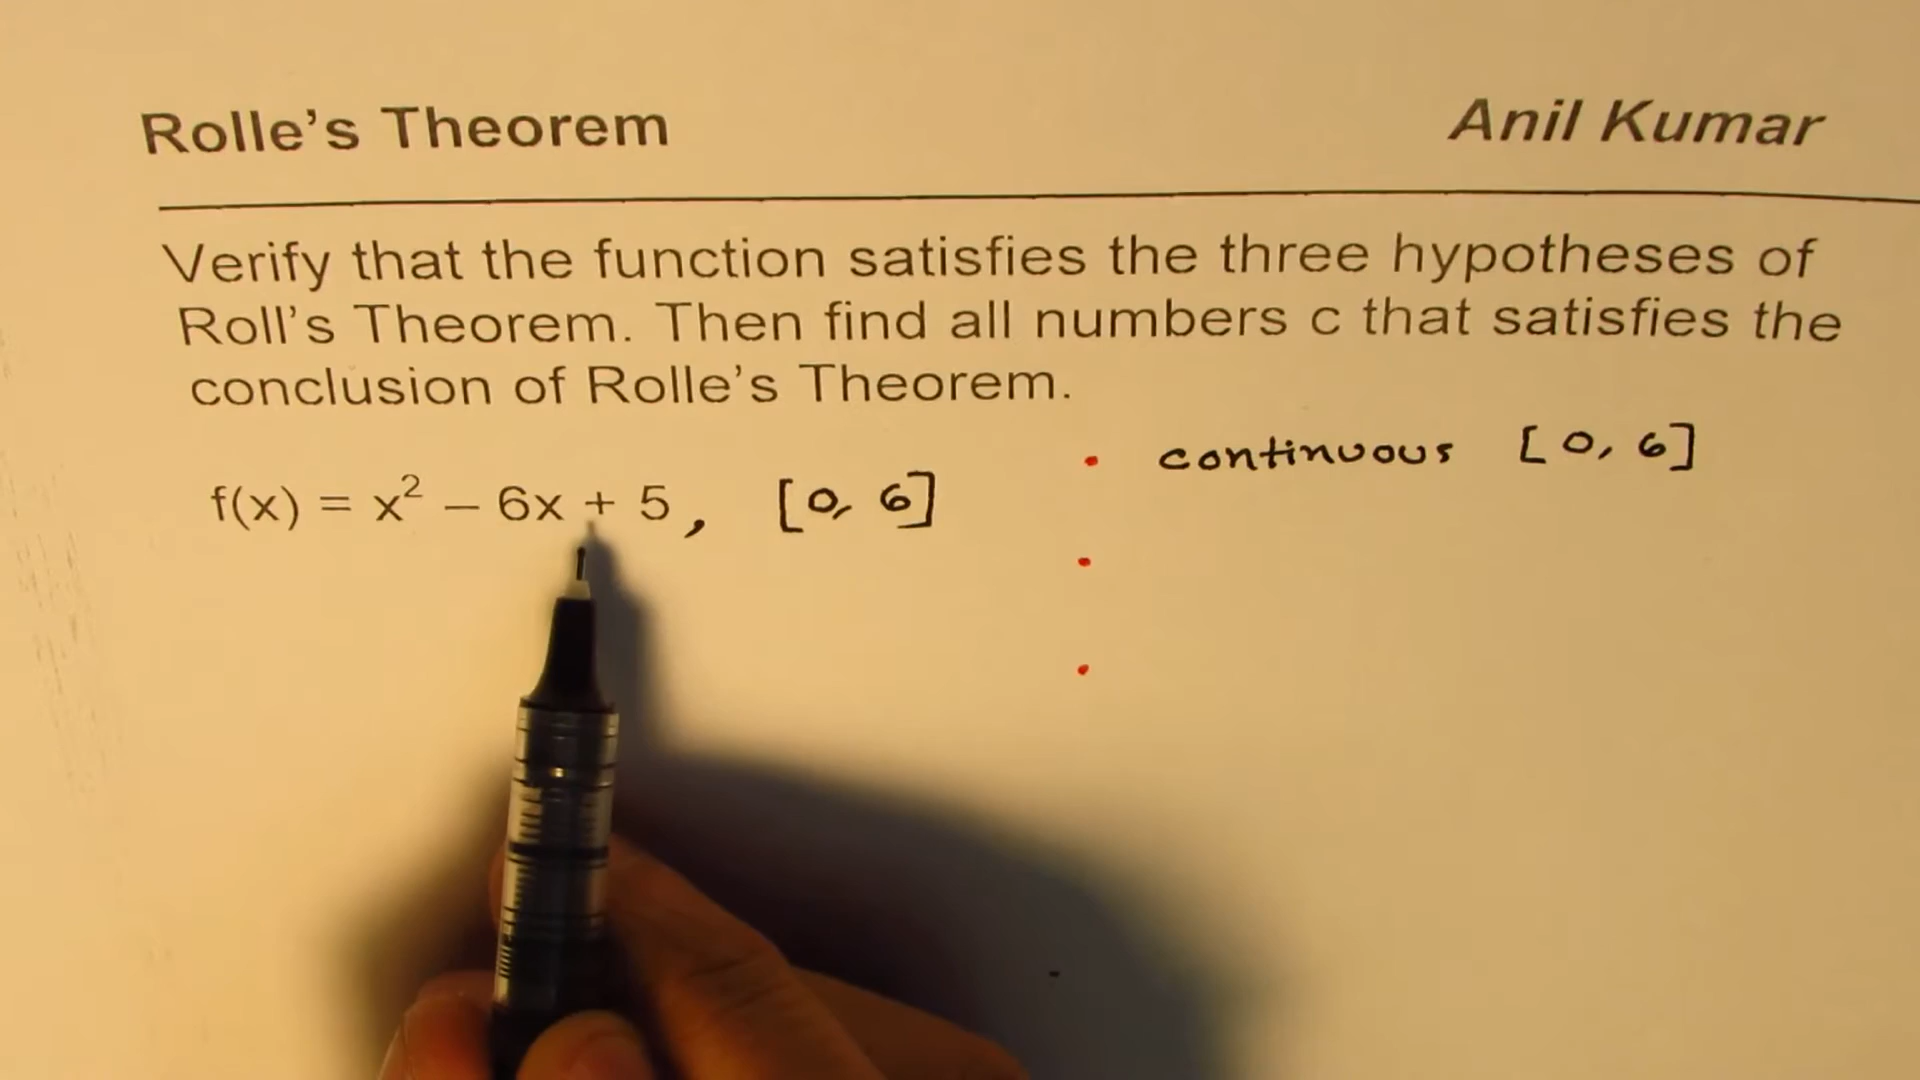 Rolle's Theorem
Anil Kumar
Verify that the function satisfies the three hypotheses of
Roll's Theorem. Then find all numbers c that satisfies the
conclusion of Rolle's Theorem.
f(x) = x² – 6x + 5, [0, 6]
• continuous [0, 6]
•
•